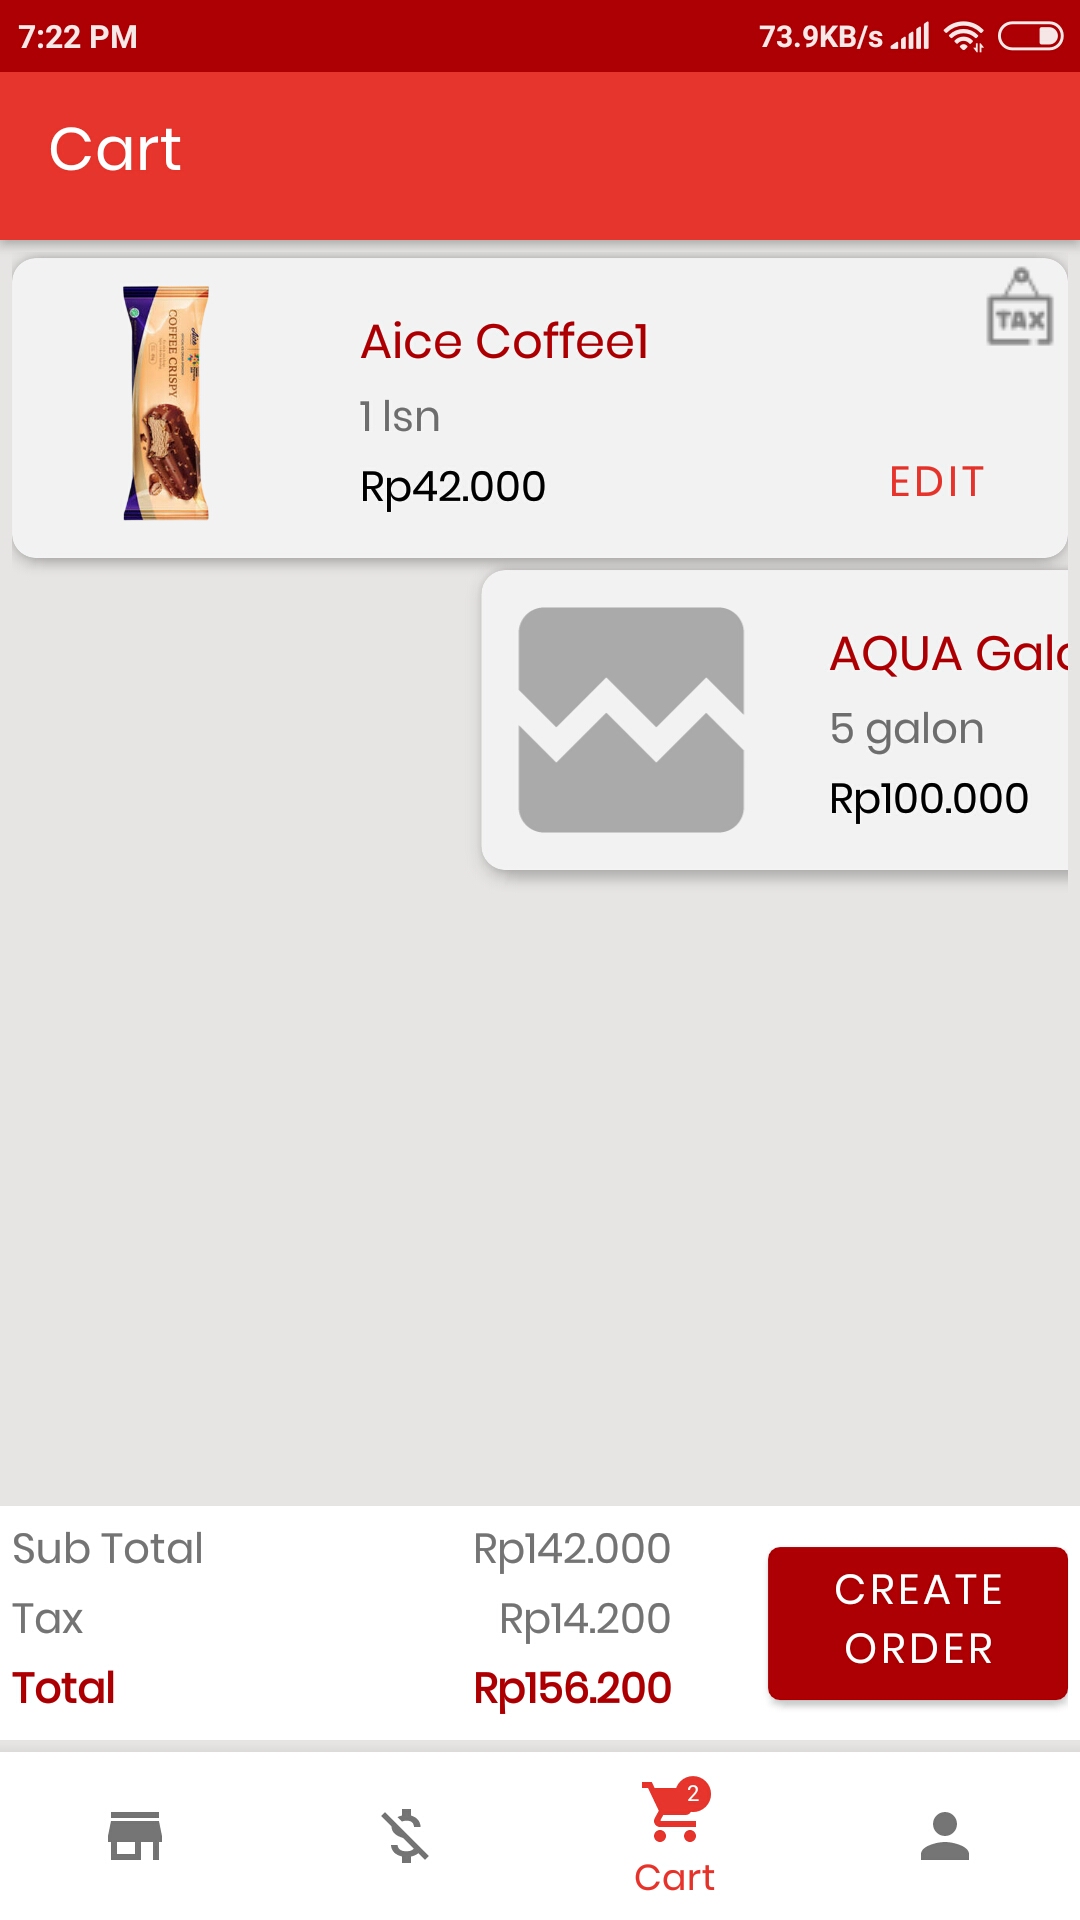 7:22 PM
73.9KB/s
Cart
COFFEE CRISPY
TAX
Aice Coffee1
1 lsn
Rp42.000
EDIT
AQUA Galo
5 galon
Rp100.000
Sub Total
Rp142.000
Tax
Rp14.200
Total
Rp156.200
CREATE
ORDER
2
Cart